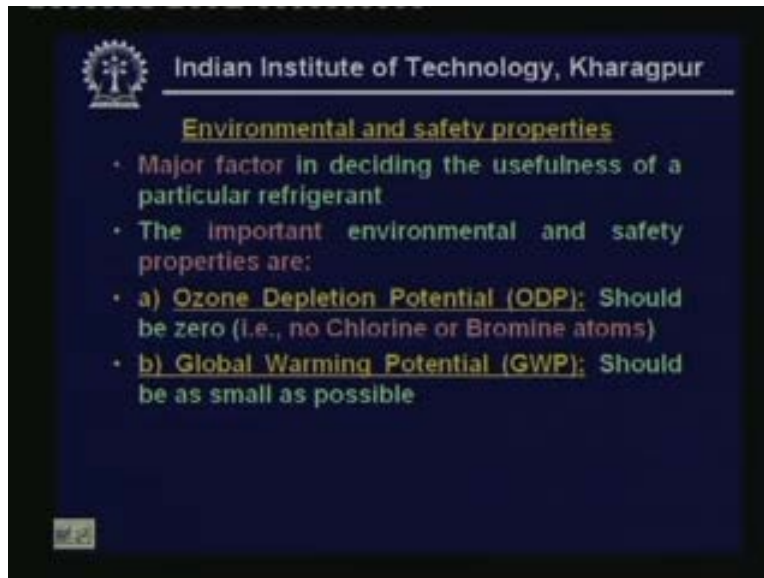 Indian Institute of Technology, Kharagpur
Environmental and safety properties
• Major factor in deciding the usefulness of a
particular refrigerant
• The important environmental and safety
properties are:
• a) Ozone Depletion Potential (ODP): Should
be zero (i.e., no Chlorine or Bromine atoms)
• b) Global Warming Potential (GWP): Should
be as small as possible